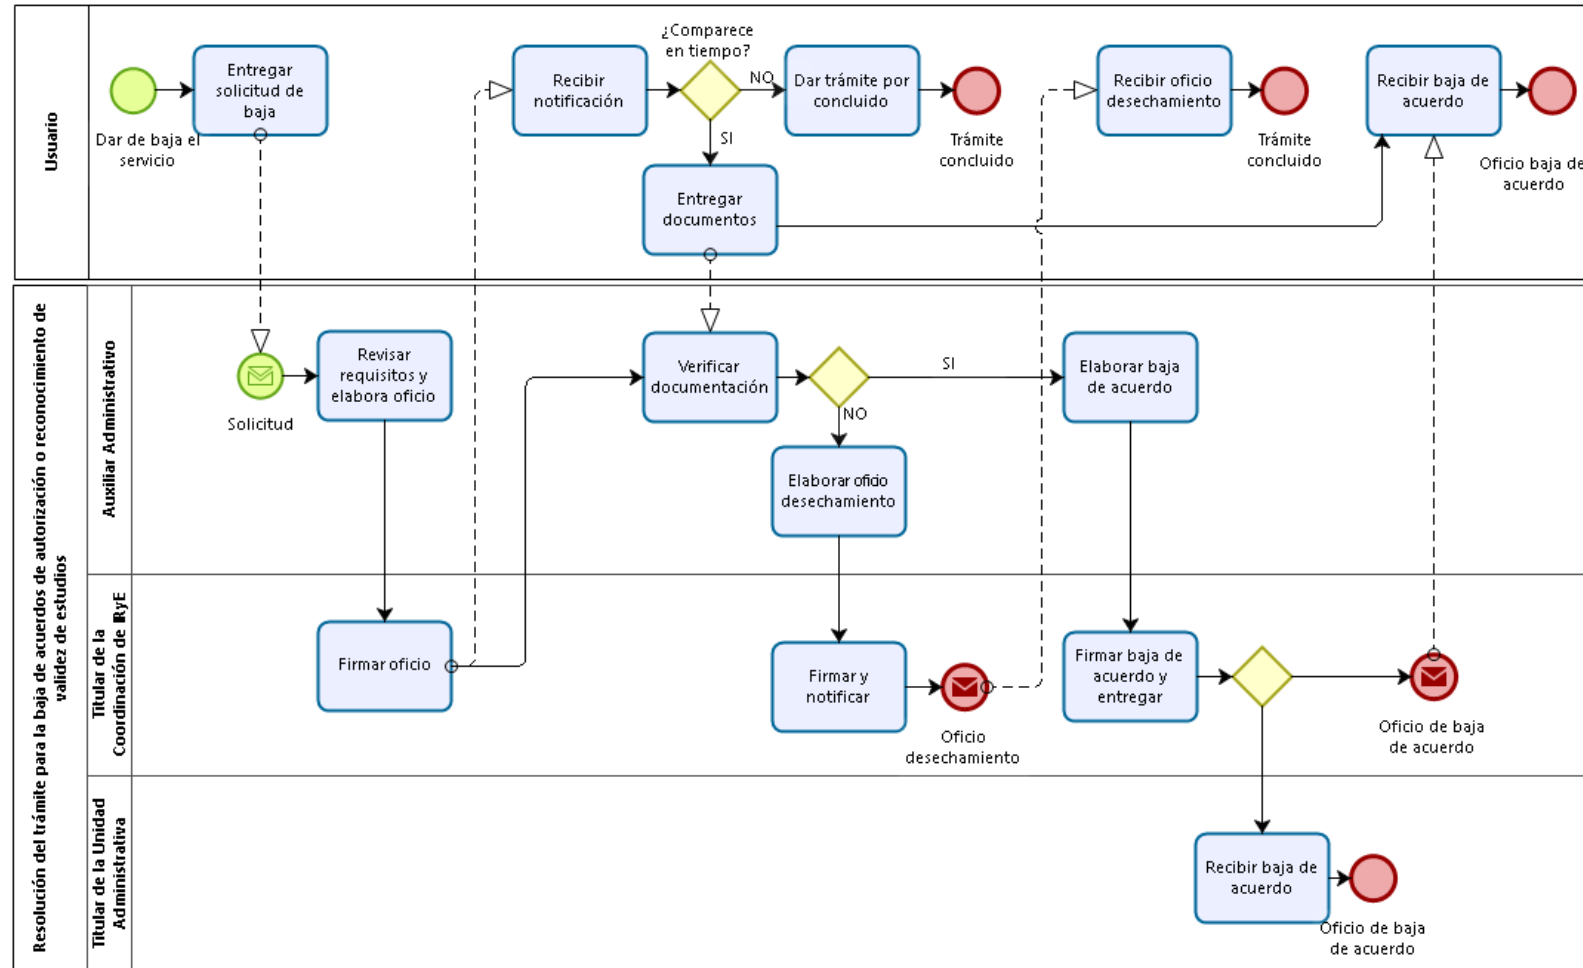 ¿Comparece
en tiempo?
Usuario
Dar de baja el
servicio
Entregar
solicitud de
baja
Recibir
notificación
NO
SI
Dar trámite por
concluido
Trámite
concluido
Recibir oficio
desechamiento
Trámite
concluido
Recibir baja de
acuerdo
Oficio baja de
acuerdo
Entregar
documentos
Resolución del trámite para la baja de acuerdos de autorización o reconocimiento de
validez de estudios
Auxiliar Administrativo
Solicitud
Revisar
requisitos y
elabora oficio
Verificar
documentación
SI
NO
Elaborar baja
de acuerdo
Elaborar oficio
desechamiento
Titular de la
Coordinación de IRyE
Firmar oficio
Firmar y
notificar
Oficio
desechamiento
Firmar baja de
acuerdo y
entregar
Oficio de baja
de acuerdo
Titular de la Unidad
Administrativa
Recibir baja de
acuerdo
Oficio de baja
de acuerdo